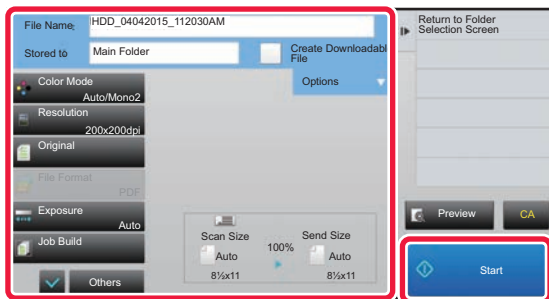 File Name:
HDD_04042015_112030AM
Stored to
Main Folder
Create Downloadabl
File
Options
Color Mode
Auto/Mono2
Resolution
200x200dpi
Original
File Format
PDF
Exposure
Auto
Job Build
Others
Scan Size
Auto
8½x11
100%
Send Size
Auto
8½x11
Return to Folder
Selection Screen
Preview
CA
Start